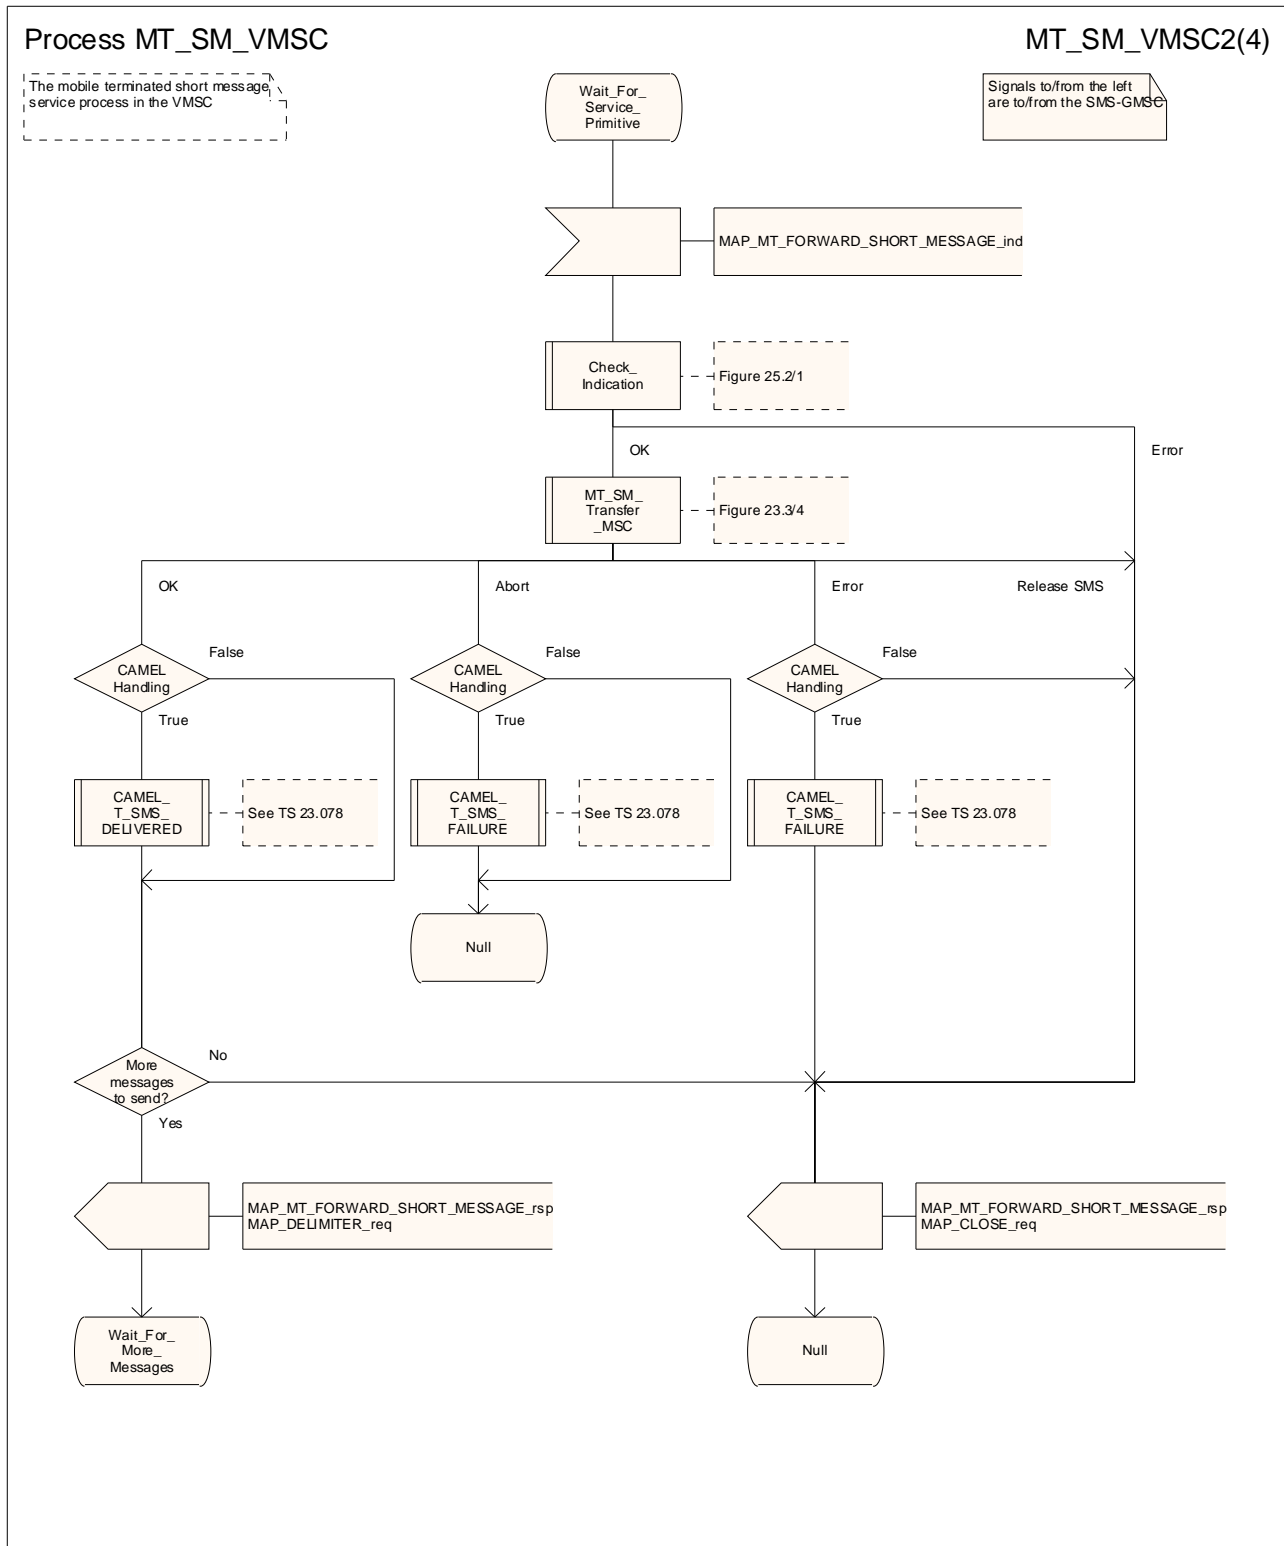 Process MT_SM_VMSC
MT_SM_VMSC2(4)
The mobile terminated short message
service process in the VMSC
Wait_For_
Service_
Primitive
Signals to/from the left
are to/from the SMS-GMSC
MAP_MT_FORWARD_SHORT_MESSAGE_ind
Check_
Indication
Figure 25.2/1
OK
Error
MT_SM_
Transfer
_MSC
Figure 23.3/4
OK
Abort
Error
Release SMS
CAMEL
Handling
False
True
CAMEL
Handling
False
True
CAMEL
Handling
False
True
CAMEL_
T_SMS_
DELIVERED
See TS 23.078
CAMEL_
T_SMS_
FAILURE
See TS 23.078
CAMEL_
T_SMS_
FAILURE
See TS 23.078
Null
More
messages
to send?
No
Yes
MAP_MT_FORWARD_SHORT_MESSAGE_rsp
MAP_DELIMITER_req
MAP_MT_FORWARD_SHORT_MESSAGE_rsp
MAP_CLOSE_req
Wait_For_
More_
Messages
Null